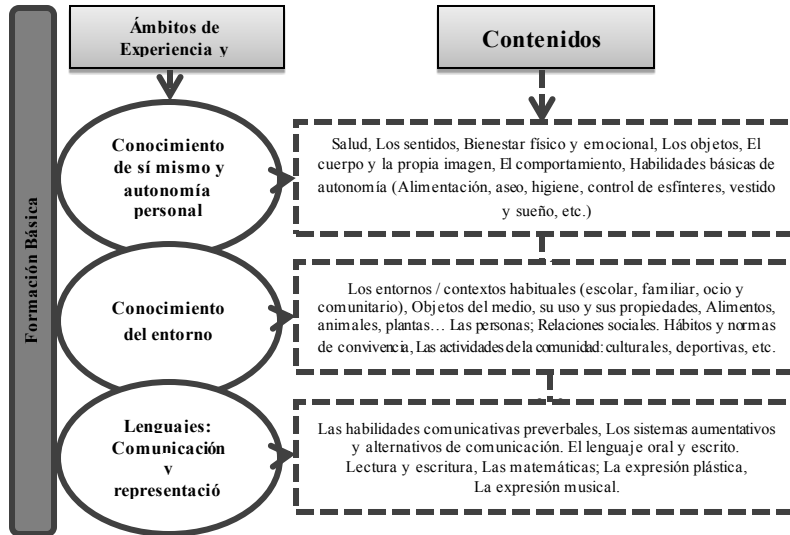 Formación Básica
Ámbitos de
Experiencia y
Contenidos
Conocimiento
de sí mismo y
autonomía
personal
Salud, Los sentidos, Bienestar físico y emocional, Los objetos, El
cuerpo y la propia imagen, El comportamiento, Habilidades básicas de
autonomía (Alimentación, aseo, higiene, control de esfínteres, vestido
y sueño, etc.)
Conocimiento
del entorno
Los entornos / contextos habituales (escolar, familiar, ocio y
comunitario), Objetos del medio, su uso y sus propiedades, Alimentos,
animales, plantas… Las personas; Relaciones sociales. Hábitos y normas
de convivencia, Las actividades de la comunidad: culturales, deportivas, etc.
Lenguajes:
Comunicación
y
representació
Las habilidades comunicativas preverbales, Los sistemas aumentativos
y alternativos de comunicación. El lenguaje oral y escrito.
Lectura y escritura, Las matemáticas; La expresión plástica,
La expresión musical.